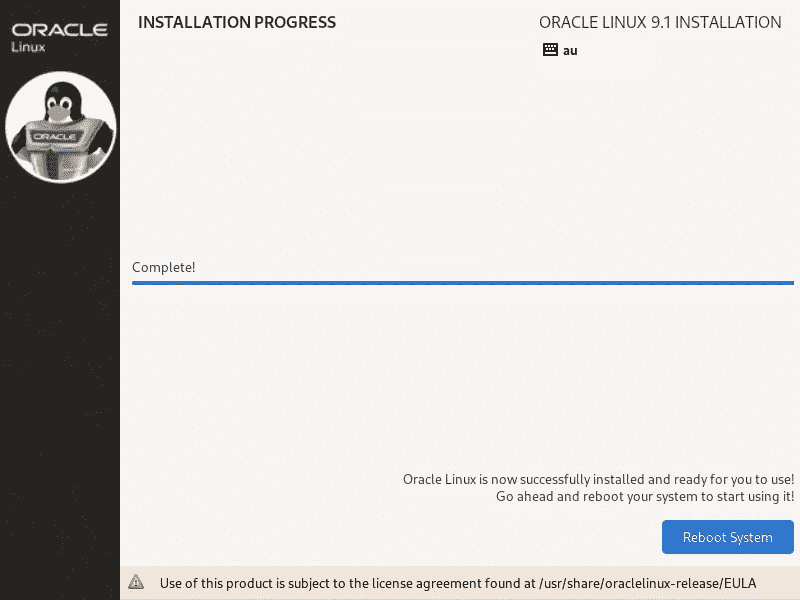 ORACLE
Linux
ORACLE
INSTALLATION PROGRESS
ORACLE LINUX 9.1 INSTALLATION
au
Complete!
Oracle Linux is now successfully installed and ready for you to use!
Go ahead and reboot your system to start using it!
Reboot System
Use of this product is subject to the license agreement found at /usr/share/oraclelinux-release/EULA